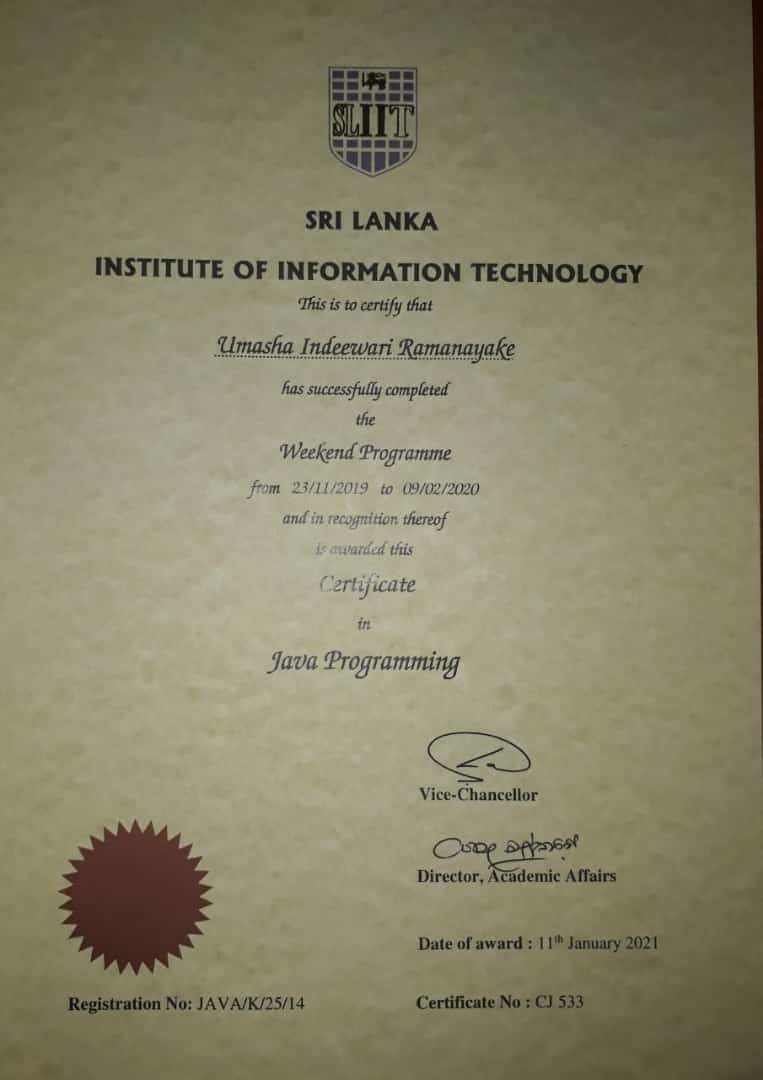 SLIIT
SRI LANKA
INSTITUTE OF INFORMATION TECHNOLOGY
This is to certify that
Umasha Indeewari Ramanayake
has successfully completed
the
Weekend Programme
from 23/11/2019 to 09/02/2020
and in recognition thereof
is awarded this
Certificate
in
Java Programming
Vice-Chancellor
Director, Academic Affairs
Date of award : 11th January 2021
Registration No: JAVA/K/25/14
Certificate No : CJ 533